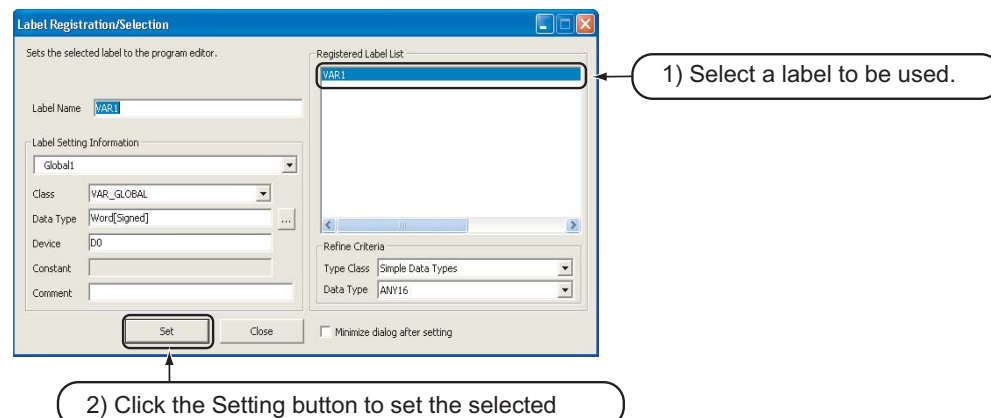 Label Registration/Selection
Sets the selected label to the program editor.
Label Name VAR1
Label Setting Information
Global1
Class VAR_GLOBAL
Data Type Word[Signed] ...
Device D0
Constant
Comment
Set Close
Registered Label List
VAR1
Refine Criteria
Type Class Simple Data Types
Data Type ANY16
Minimize dialog after setting
1) Select a label to be used.
2) Click the Setting button to set the selected